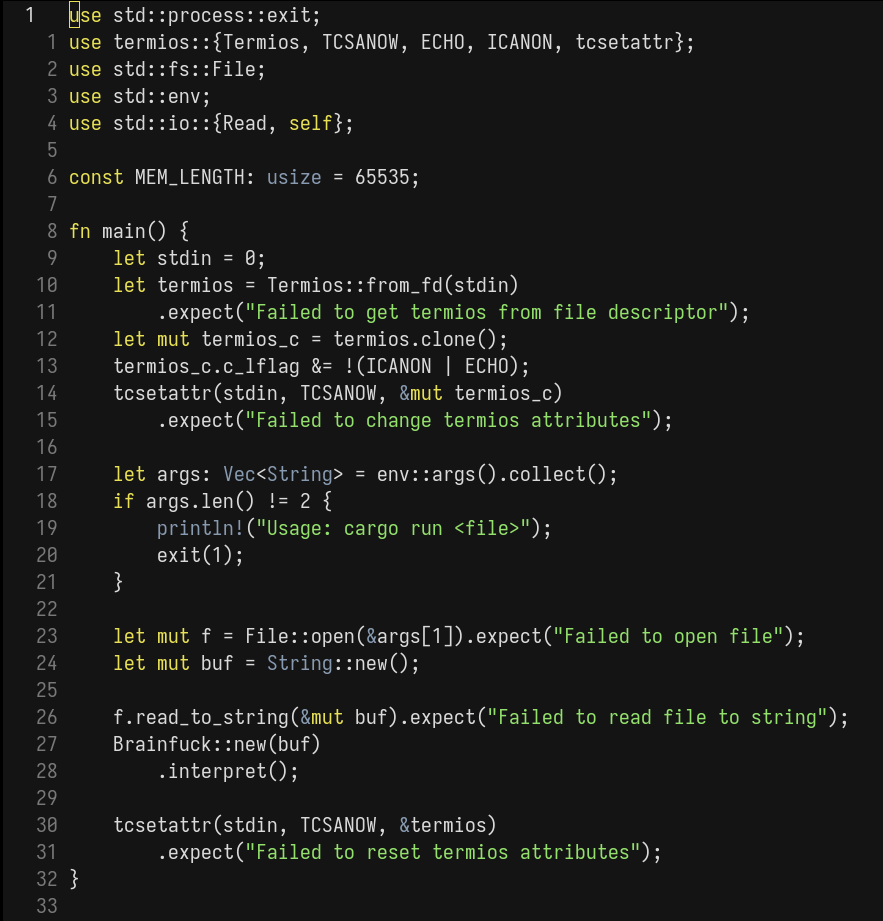 1 use std::process::exit;
1 use termios::{Termios, TCSANOW, ECHO, ICANON, tcsetattr};
2 use std::fs::File;
3 use std::env;
4 use std::io::{Read, self};
5
6 const MEM_LENGTH: usize = 65535;
7
8 fn main() {
9     let stdin = 0;
10     let termios = Termios::from_fd(stdin)
11         .expect("Failed to get termios from file descriptor");
12     let mut termios_c = termios.clone();
13     termios_c.c_lflag &= !(ICANON | ECHO);
14     tcsetattr(stdin, TCSANOW, &mut termios_c)
15         .expect("Failed to change termios attributes");
16
17     let args: Vec<String> = env::args().collect();
18     if args.len() != 2 {
19         println!("Usage: cargo run <file>");
20         exit(1);
21     }
22
23     let mut f = File::open(&args[1]).expect("Failed to open file");
24     let mut buf = String::new();
25
26     f.read_to_string(&mut buf).expect("Failed to read file to string");
27     Brainfuck::new(buf)
28         .interpret();
29
30     tcsetattr(stdin, TCSANOW, &termios)
31         .expect("Failed to reset termios attributes");
32 }
33